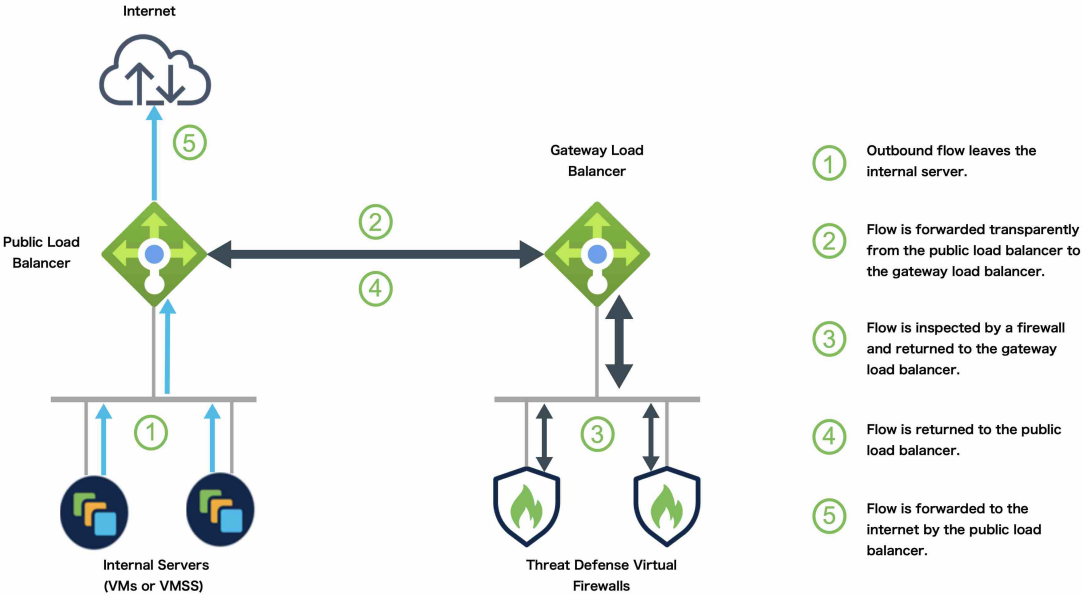 Internet
5
Gateway Load
Balancer
2
Public Load
Balancer
4
1
3
Internal Servers
(VMs or VMSS)
Threat Defense Virtual
Firewalls
1
Outbound flow leaves the
internal server.
2
Flow is forwarded transparently
from the public load balancer to
the gateway load balancer.
3
Flow is inspected by a firewall
and returned to the gateway
load balancer.
4
Flow is returned to the public
load balancer.
5
Flow is forwarded to the
internet by the public load
balancer.